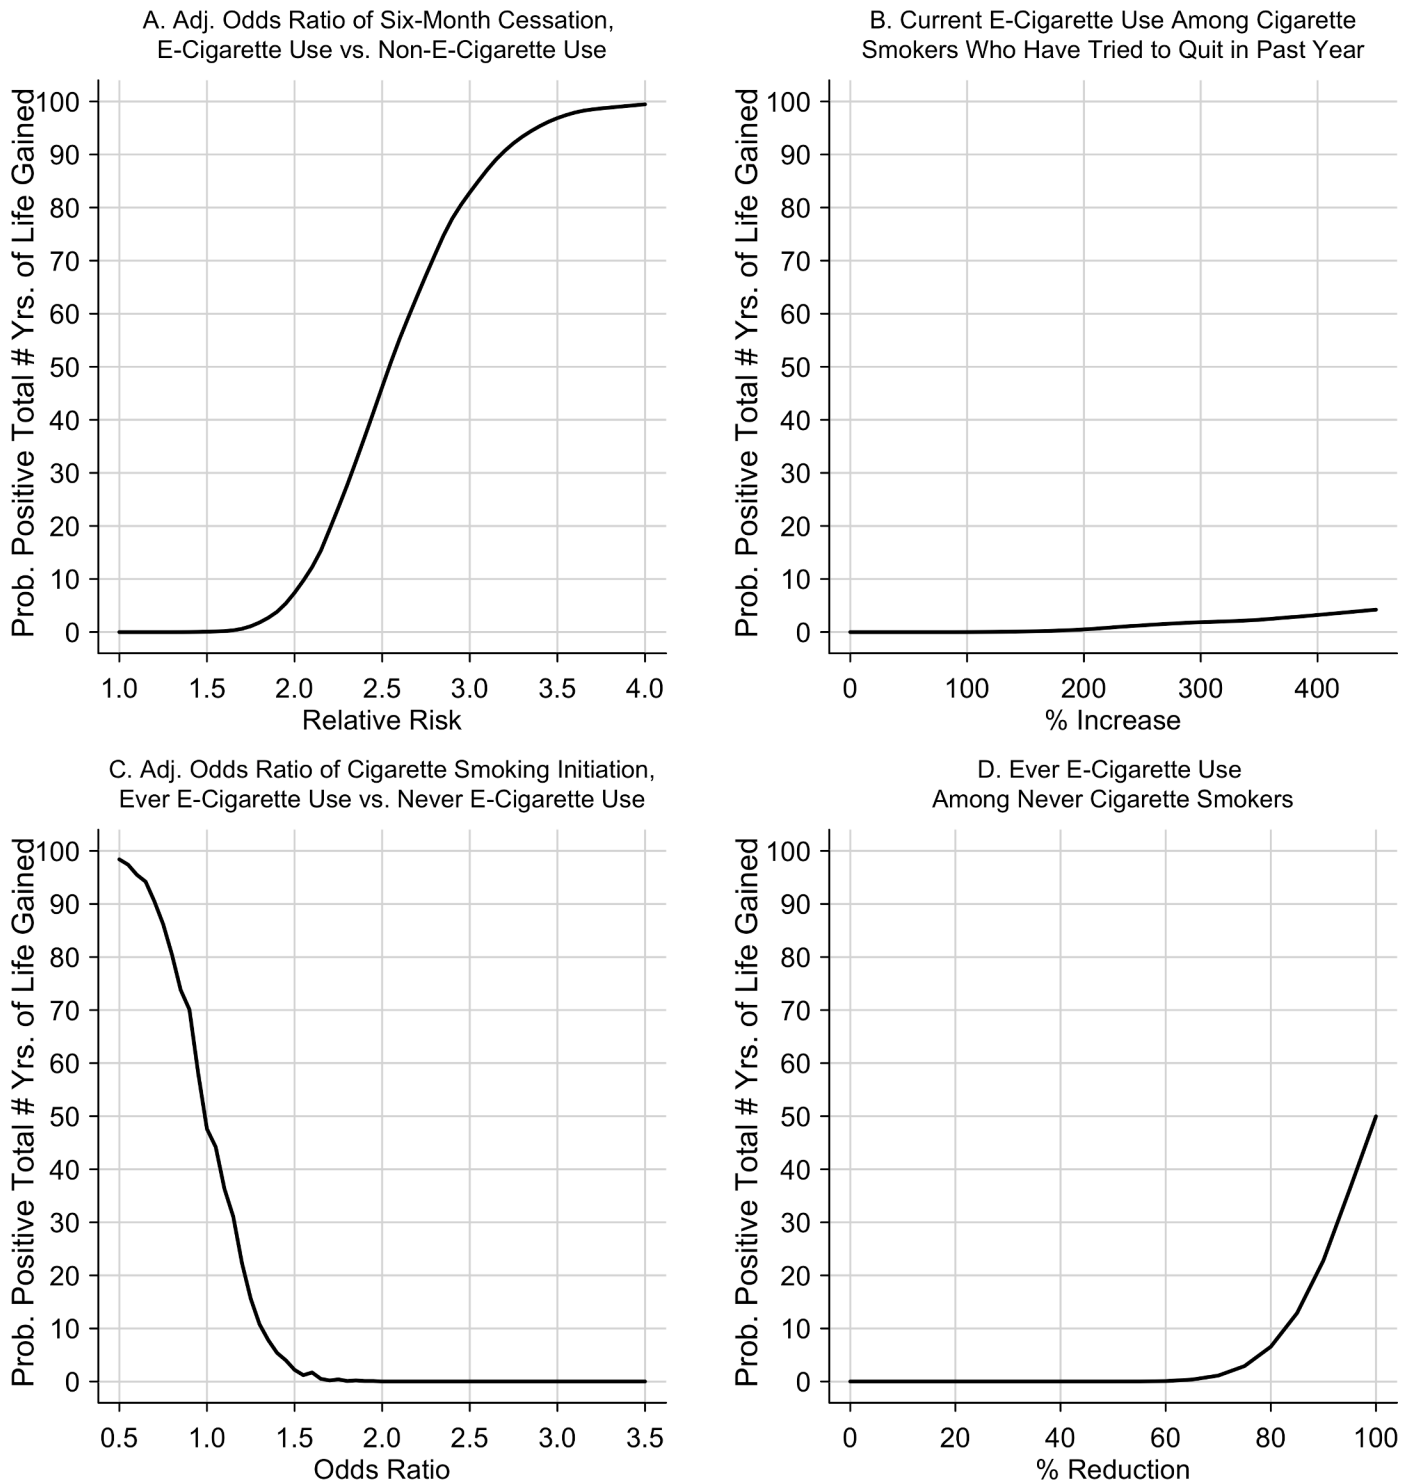 A. Adj. Odds Ratio of Six-Month Cessation,
E-Cigarette Use vs. Non-E-Cigarette Use
Prob. Positive Total # Yrs. of Life Gained
100
90
80
70
60
50
40
30
20
10
0
1.0 1.5 2.0 2.5 3.0 3.5 4.0
Relative Risk
B. Current E-Cigarette Use Among Cigarette
Smokers Who Have Tried to Quit in Past Year
Prob. Positive Total # Yrs. of Life Gained
100
90
80
70
60
50
40
30
20
10
0
0 100 200 300 400
% Increase
C. Adj. Odds Ratio of Cigarette Smoking Initiation,
Ever E-Cigarette Use vs. Never E-Cigarette Use
Prob. Positive Total # Yrs. of Life Gained
100
90
80
70
60
50
40
30
20
10
0
0.5 1.0 1.5 2.0 2.5 3.0 3.5
Odds Ratio
D. Ever E-Cigarette Use
Among Never Cigarette Smokers
Prob. Positive Total # Yrs. of Life Gained
100
90
80
70
60
50
40
30
20
10
0
0 20 40 60 80 100
% Reduction